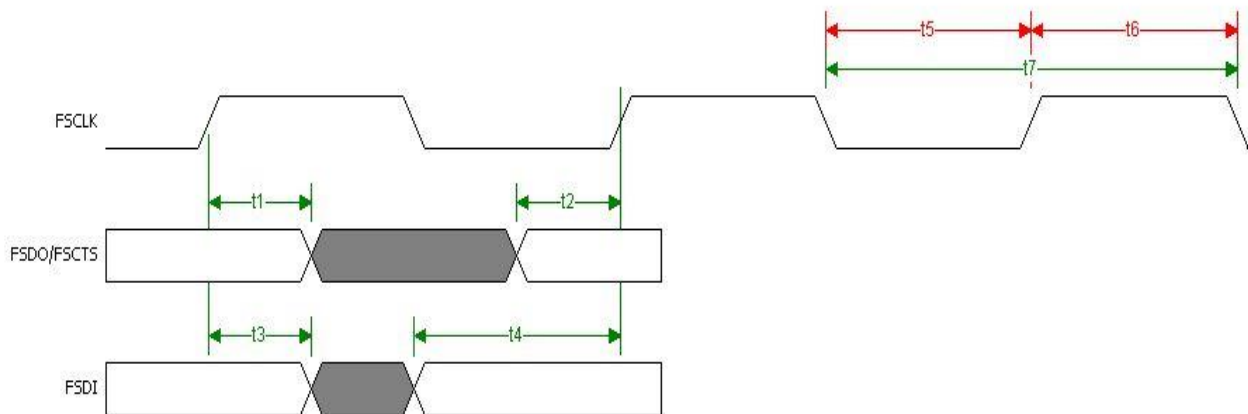 t5 t6
t7
FSCLK
t1 t2
FSDO/FSCTS
t3 t4
FSDI